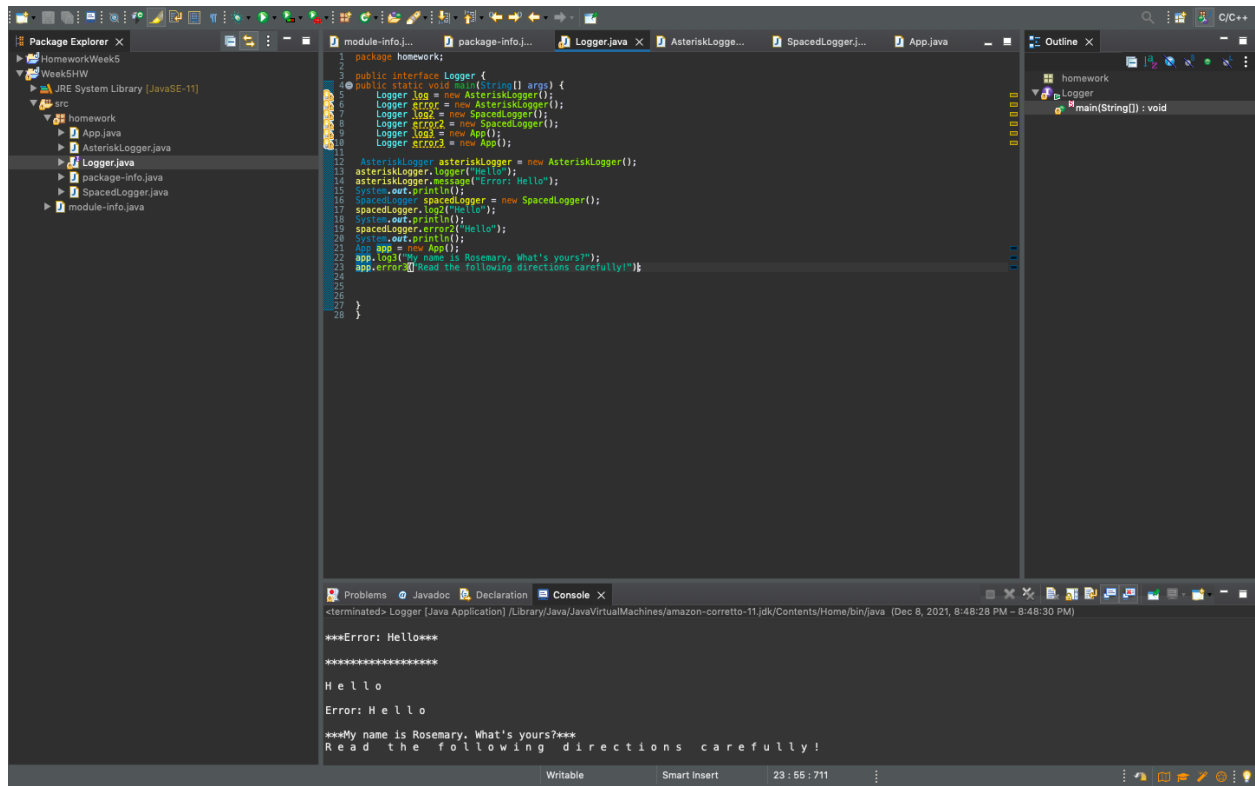 C/C++
Package Explorer
HomeworkWeek5
Week5HW
JRE System Library [JavaSE-11]
src
homework
App.java
AsteriskLogger.java
Logger.java
package-info.java
SpacedLogger.java
module-info.java
module-info.j...
package-info.j...
Logger.java
AsteriskLogge...
SpacedLogger.j...
App.java
1 package homework;
2
3 public interface Logger {
4 public static void main(String[] args) {
5 Logger log = new AsteriskLogger();
6 Logger error = new AsteriskLogger();
7 Logger log2 = new SpacedLogger();
8 Logger error2 = new SpacedLogger();
9 Logger log3 = new App();
10 Logger error3 = new App();
11
12 AsteriskLogger asteriskLogger = new AsteriskLogger();
13 asteriskLogger.logger("Hello");
14 asteriskLogger.message("Error: Hello");
15 System.out.println();
16 SpacedLogger spacedLogger = new SpacedLogger();
17 spacedLogger.log2("Hello");
18 System.out.println();
19 spacedLogger.error2("Hello");
20 System.out.println();
21 App app = new App();
22 app.log3("My name is Rosemary. What's yours?");
23 app.error3("Read the following directions carefully!");
24
25
26
27 }
28 }
Outline
homework
Logger
main(String[]) : void
Problems
Javadoc
Declaration
Console
<terminated> Logger [Java Application] /Library/Java/JavaVirtualMachines/amazon-corretto-11.jdk/Contents/Home/bin/java (Dec 8, 2021, 8:48:28 PM – 8:48:30 PM)
***Error: Hello***
******************
H e l l o
Error: H e l l o
***My name is Rosemary. What's yours?***
R e a d   t h e   f o l l o w i n g   d i r e c t i o n s   c a r e f u l l y !
Writable
Smart Insert
23 : 55 : 711